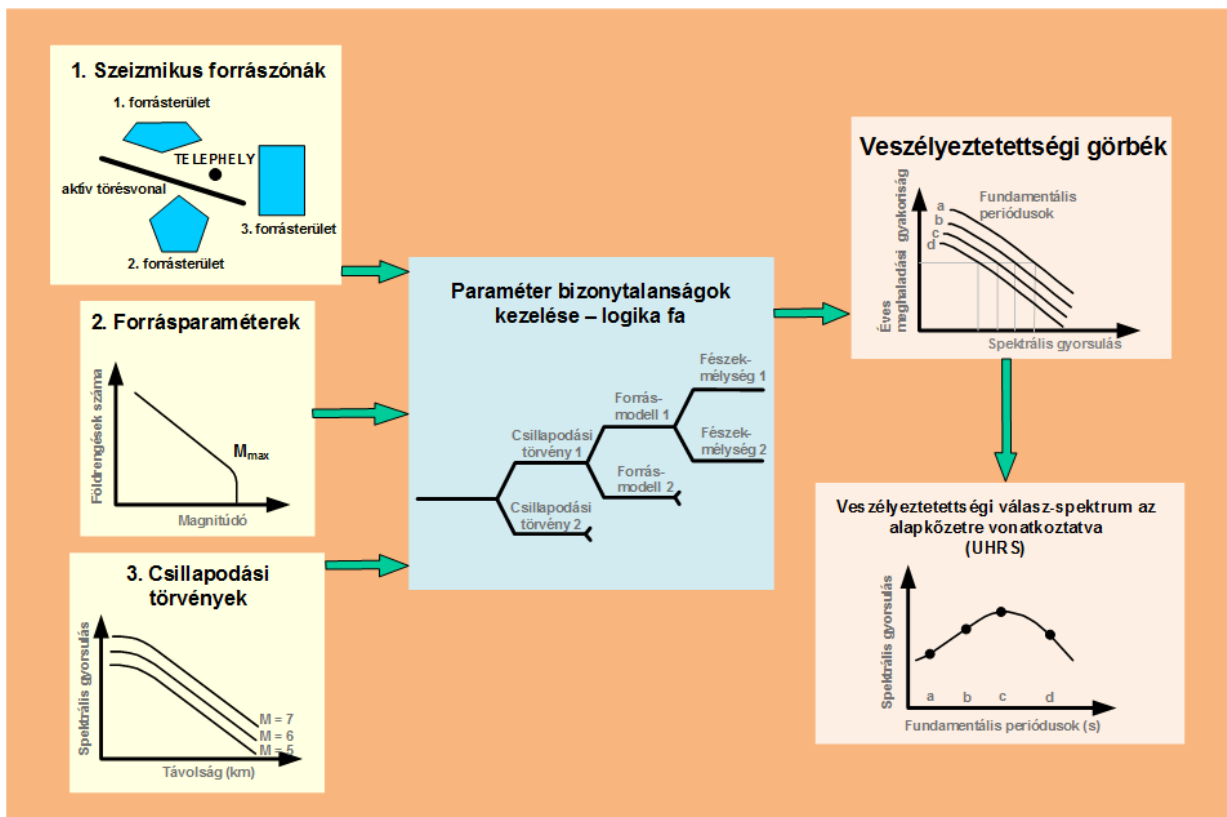 1. Szeizmikus forrászónák
1. forrásterület
TELEPHELY
aktív törésvonal
3. forrásterület
2. forrásterület
2. Forrásparaméterek
Földrengések száma
Mmax
Magnitúdó
3. Csillapodási
törvények
Spektrális gyorsulás
M = 7
M = 6
M = 5
Távolság (km)
Paraméter bizonytalanságok
kezelése – logika fa
Fészek-
mélység 1
Forrás-
modell 1
Csillapodási
törvény 1
Fészek-
mélység 2
Forrás-
modell 2
Csillapodási
törvény 2
Veszélyeztetettségi görbék
Éves
meghaladási gyakoriság
Fundamentális
periódusok
a
b
c
d
Spektrális gyorsulás
Veszélyeztetettségi válasz-spektrum az
alapkőzetre vonatkoztatva
(UHRS)
Spektrális gyorsulás
a b c d
Fundamentális periódusok (s)